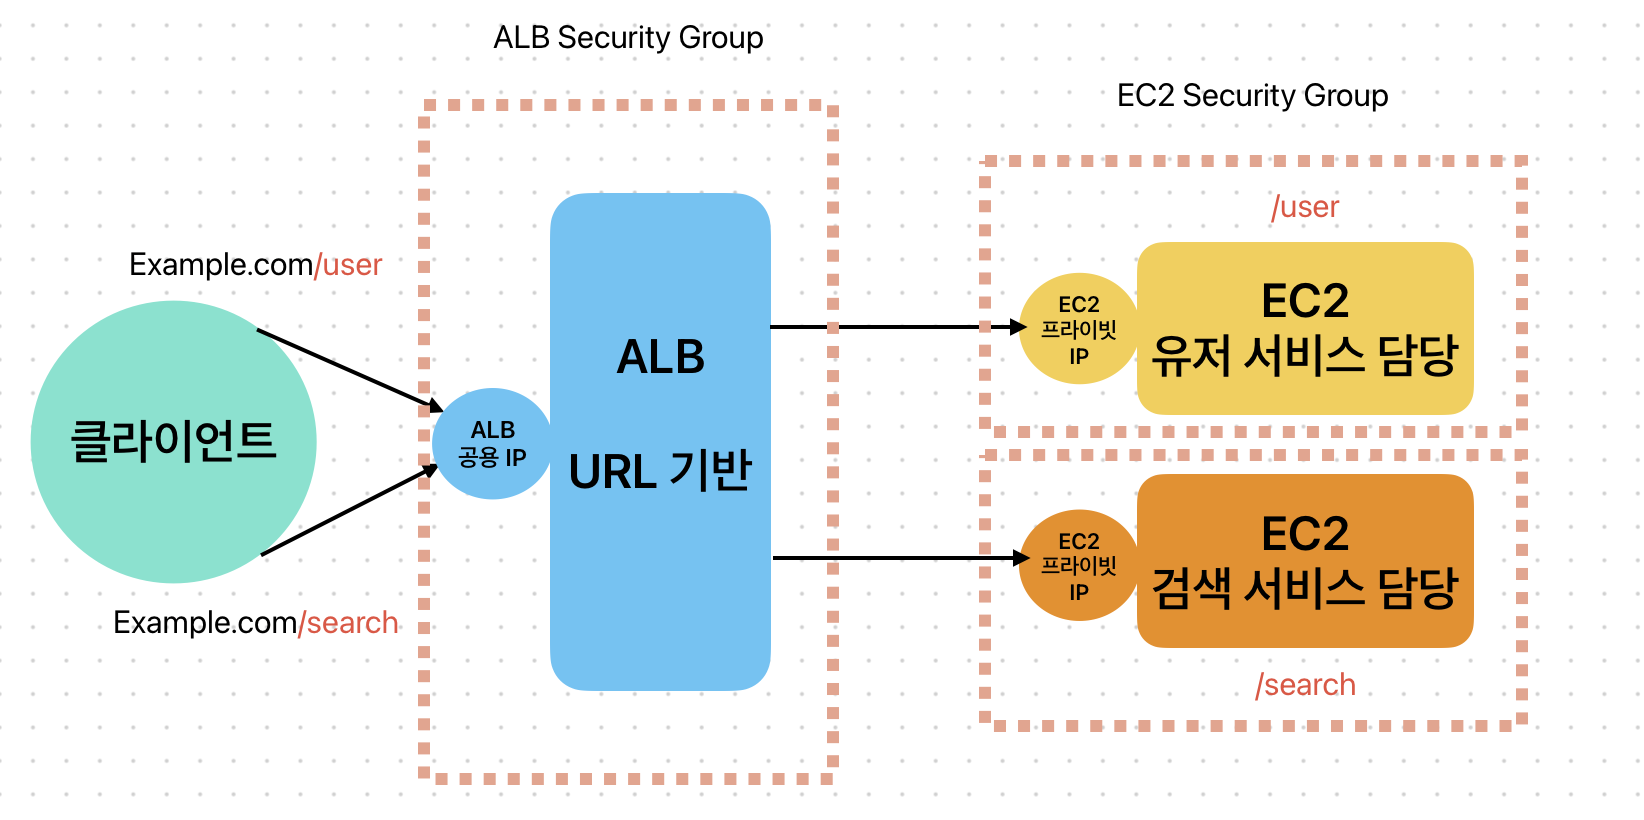 ALB Security Group
EC2 Security Group
Example.com/user
클라이언트
Example.com/search
ALB
공용 IP
ALB
URL 기반
/user
EC2
프라이빗
IP
EC2
유저 서비스 담당
EC2
프라이빗
IP
EC2
검색 서비스 담당
/search